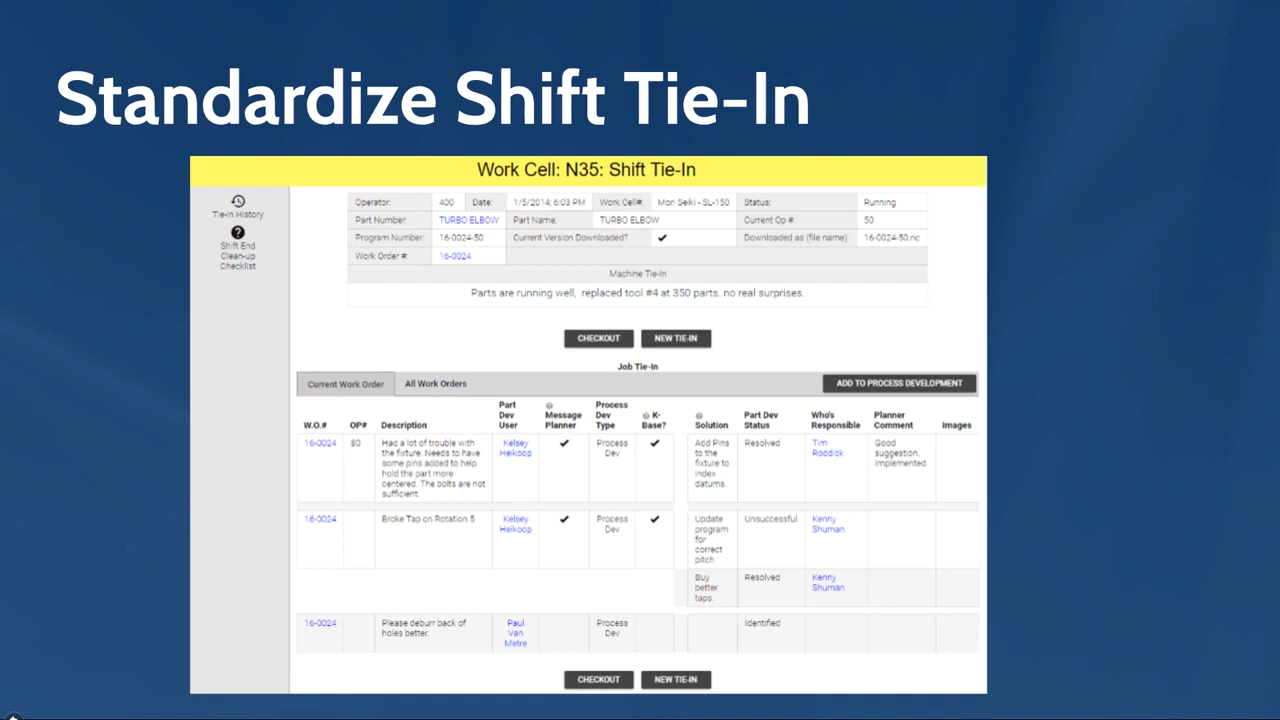 Standardize Shift Tie-In
Work Cell: N35: Shift Tie-In
Tie-in History
Shift End
Clean-up
Checklist
Operator: 400 Date: 1/5/2014; 6:03 PM Work Cell#: Mori Seiki - SL-150 Status: Running
Part Number: TURBO ELBOW Part Name: TURBO ELBOW Current Op #: 50
Program Number: 16-0024-50 Current Version Downloaded? ✔ Downloaded as (file name): 16-0024-50.nc
Work Order #: 16-0024
Machine Tie-In
Parts are running well, replaced tool #4 at 350 parts. no real surprises.
CHECKOUT NEW TIE-IN
Job Tie-In
Current Work Order All Work Orders ADD TO PROCESS DEVELOPMENT
W.O.# OP# Description Part Dev User Message Planner Process Dev Type K-Base? Solution Part Dev Status Who's Responsible Planner Comment Images
16-0024 80 Had a lot of trouble with the fixture. Needs to have some pins added to help hold the part more centered. The bolts are not sufficient. Kelsey Heikoop ✔ Process Dev ✔ Add Pins to the fixture to index datums. Resolved Tim Roddick Good suggestion. Implemented.
16-0024 Broke Tap on Rotation 5 Kelsey Heikoop ✔ Process Dev ✔ Update program for correct pitch Unsuccessful Kenny Shuman
Buy better taps. Resolved Kenny Shuman
16-0024 Please deburr back of holes better. Paul Van Metre Process Dev Identified
CHECKOUT NEW TIE-IN